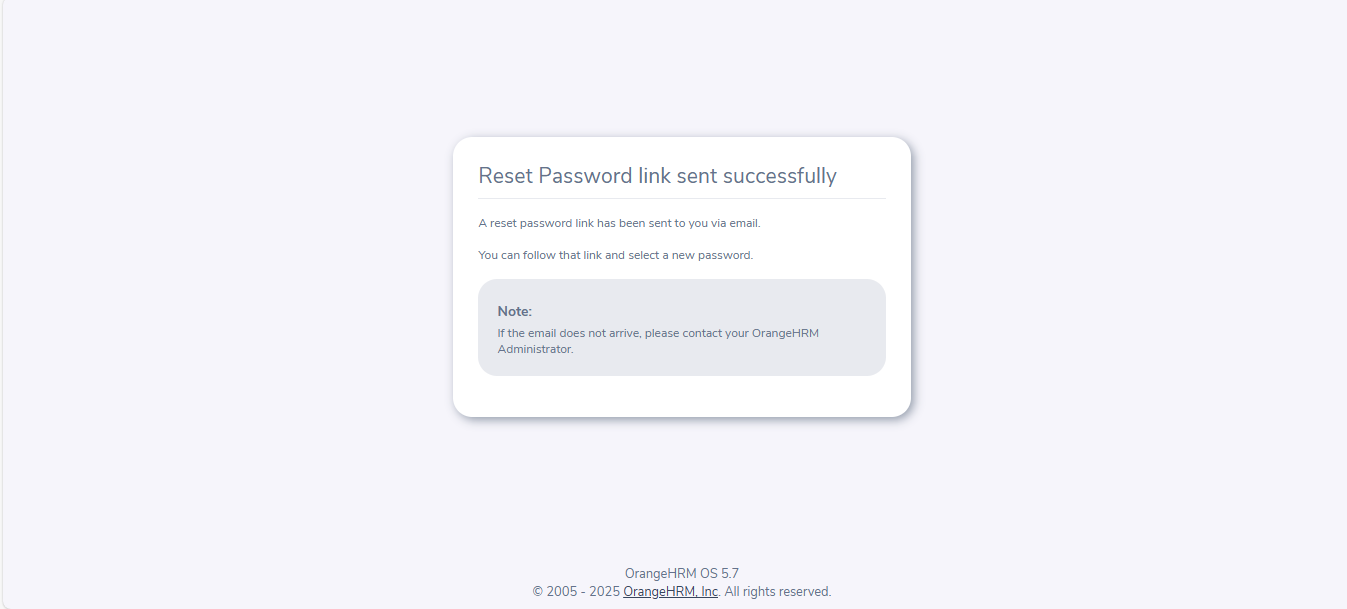 Reset Password link sent successfully
A reset password link has been sent to you via email.
You can follow that link and select a new password.
Note:
If the email does not arrive, please contact your OrangeHRM
Administrator.
OrangeHRM OS 5.7
© 2005 - 2025 OrangeHRM, Inc. All rights reserved.